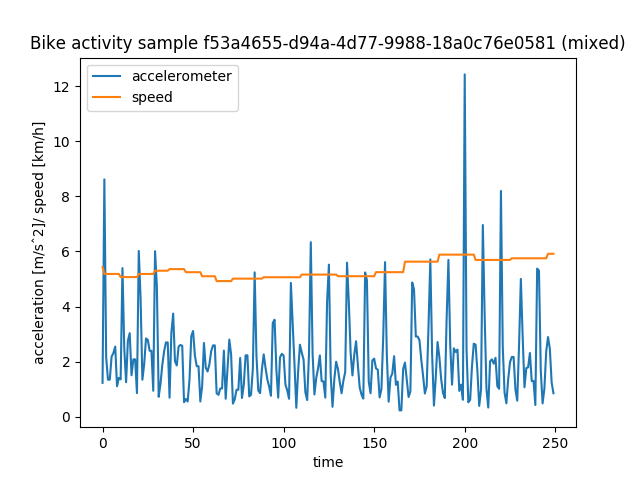 Bike activity sample f53a4655-d94a-4d77-9988-18a0c76e0581 (mixed)
accelerometer
speed
acceleration [m/s^2]/ speed [km/h]
12
10
8
6
4
2
0
0 50 100 150 200 250
time